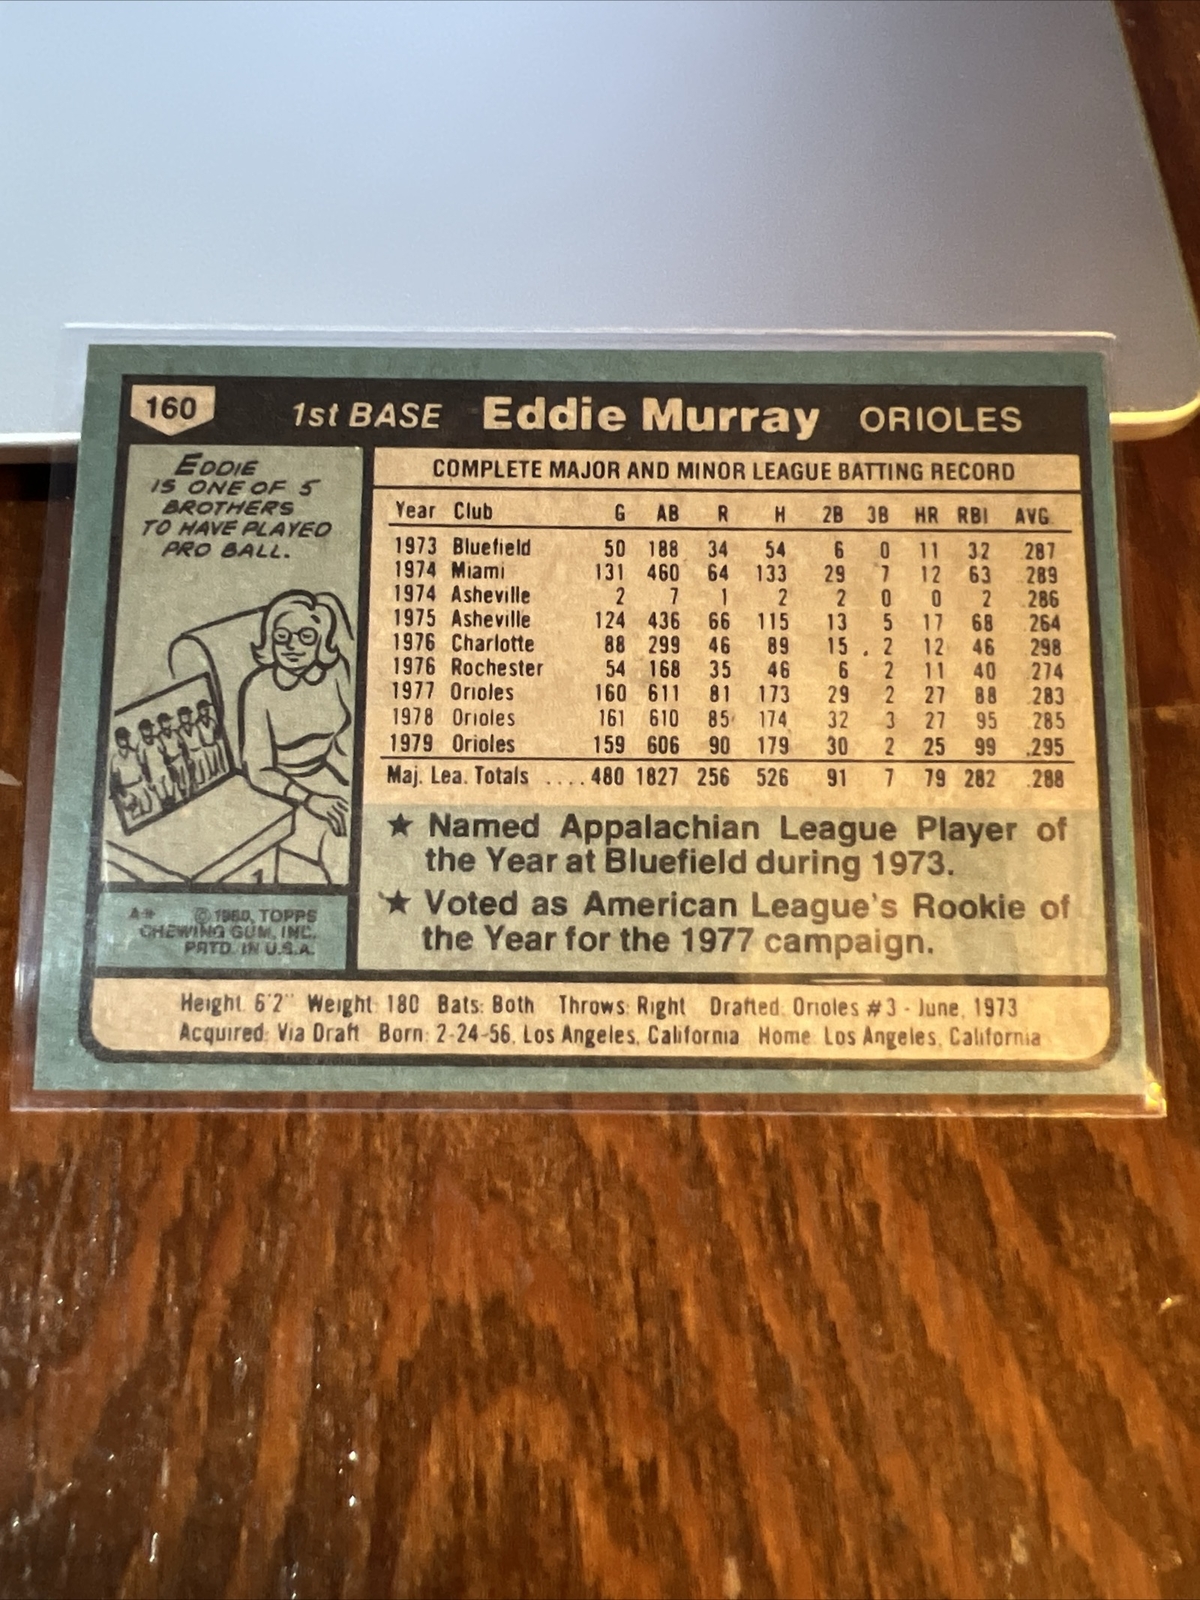 160 1st BASE Eddie Murray ORIOLES
EDDIE
IS ONE OF 5
BROTHERS
TO HAVE PLAYED
PRO BALL.
COMPLETE MAJOR AND MINOR LEAGUE BATTING RECORD
Year Club G AB R H 2B 3B HR RBI AVG
1973 Bluefield 50 188 34 54 6 0 11 32 .287
1974 Miami 131 460 64 133 29 7 12 63 .289
1974 Asheville 2 7 1 2 2 0 0 2 .286
1975 Asheville 124 436 66 115 13 5 17 68 .264
1976 Charlotte 88 299 46 89 15 2 12 46 .298
1976 Rochester 54 168 35 46 6 2 11 40 .274
1977 Orioles 160 611 81 173 29 2 27 88 .283
1978 Orioles 161 610 85 174 32 3 27 95 .285
1979 Orioles 159 606 90 179 30 2 25 99 .295
Maj. Lea. Totals .... 480 1827 256 526 91 7 79 282 .288
★ Named Appalachian League Player of
the Year at Bluefield during 1973.
★ Voted as American League's Rookie of
the Year for the 1977 campaign.
A* © 1980, TOPPS
CHEWING GUM, INC.
PRTD. IN U.S.A.
Height: 6'2" Weight: 180 Bats: Both Throws: Right Drafted: Orioles #3 - June, 1973
Acquired: Via Draft Born: 2-24-56, Los Angeles, California Home: Los Angeles, California